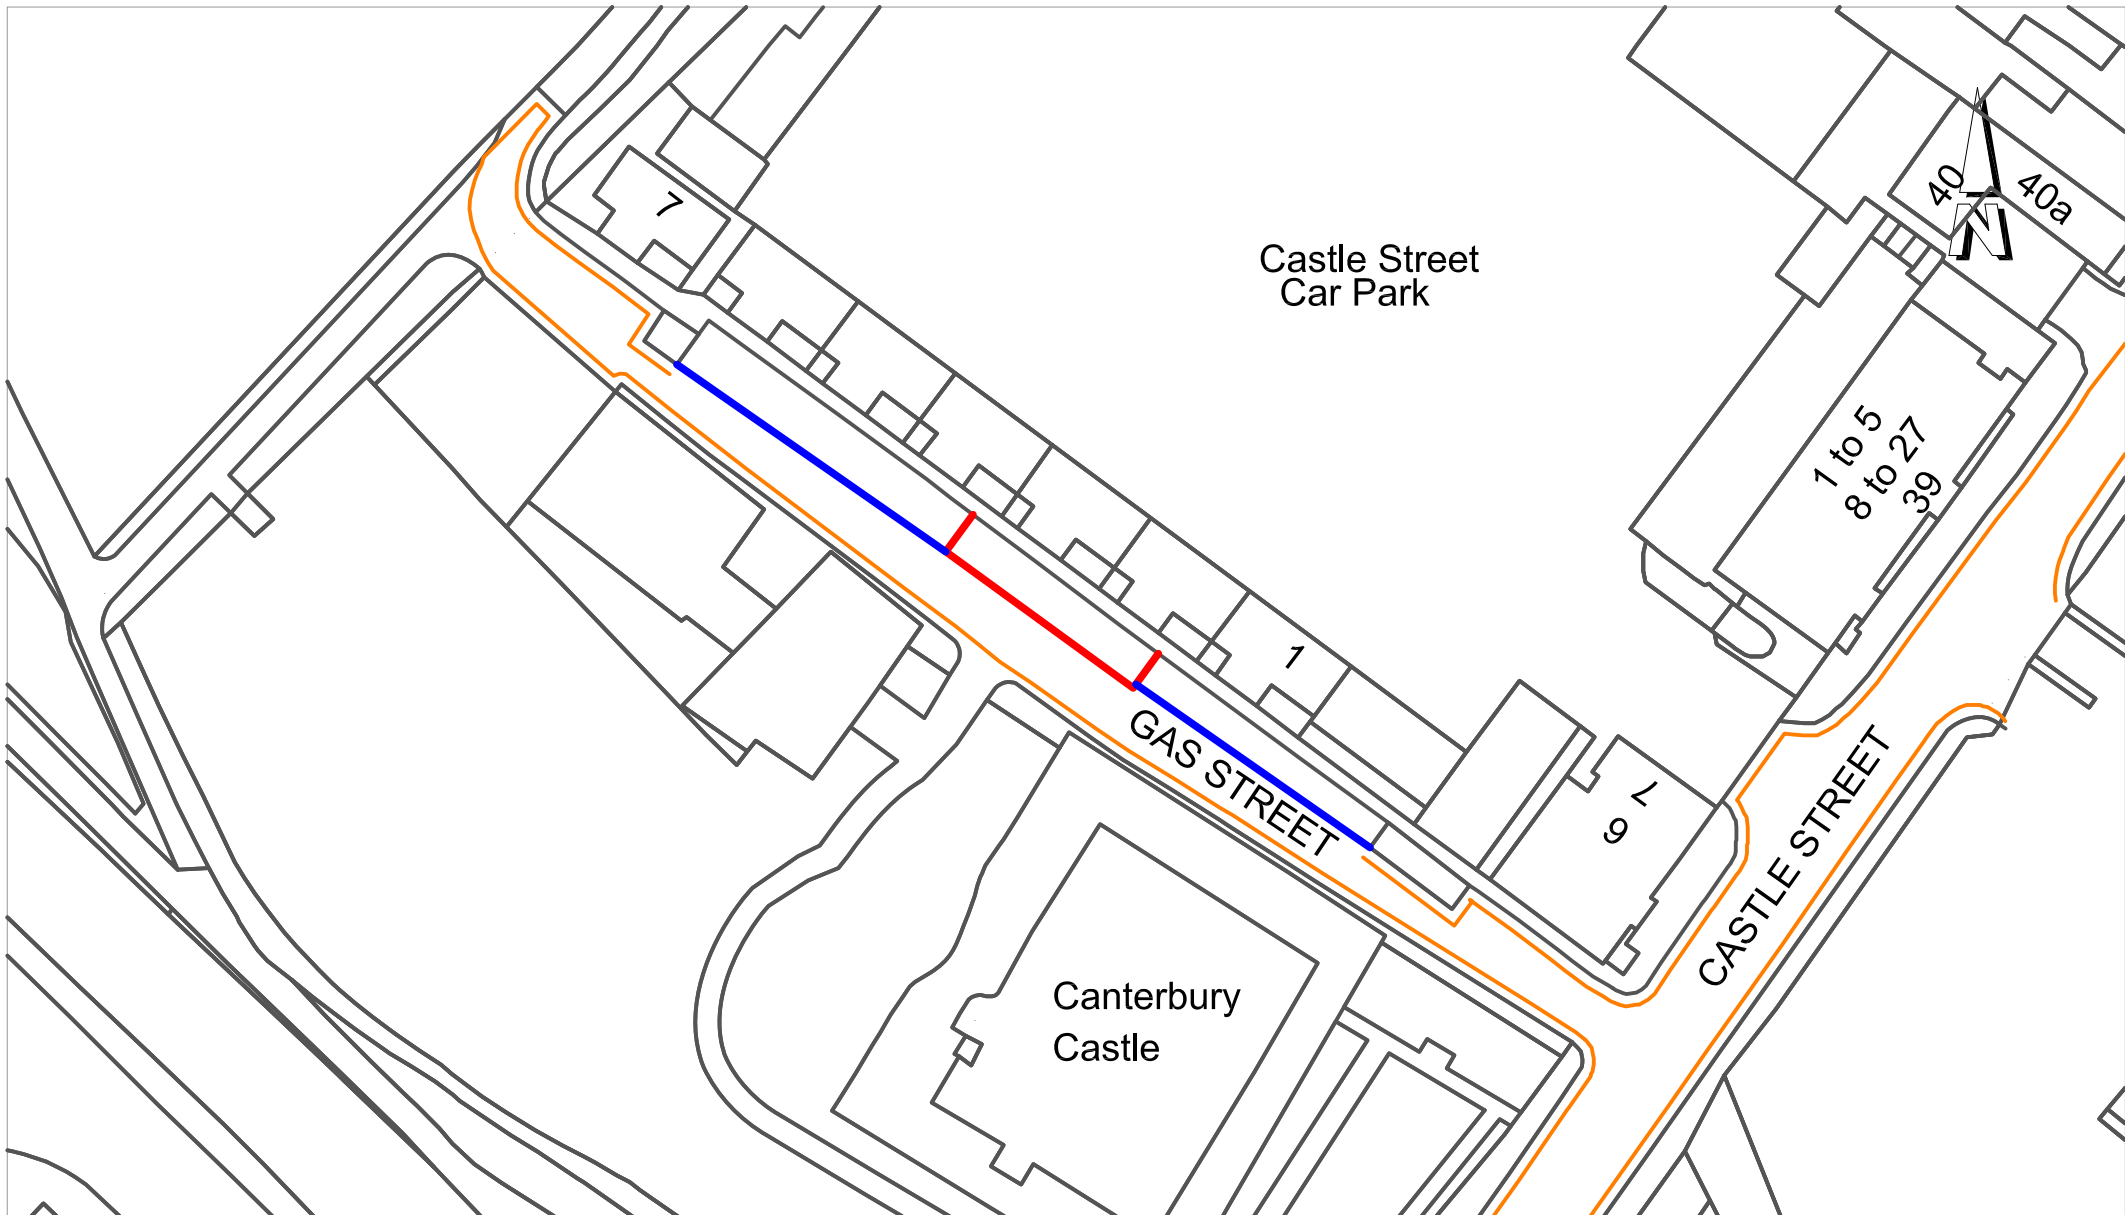 7
40
40a
N
Castle Street
Car Park
1 to 5
8 to 27
39
1
7
6
GAS STREET
CASTLE STREET
Canterbury
Castle